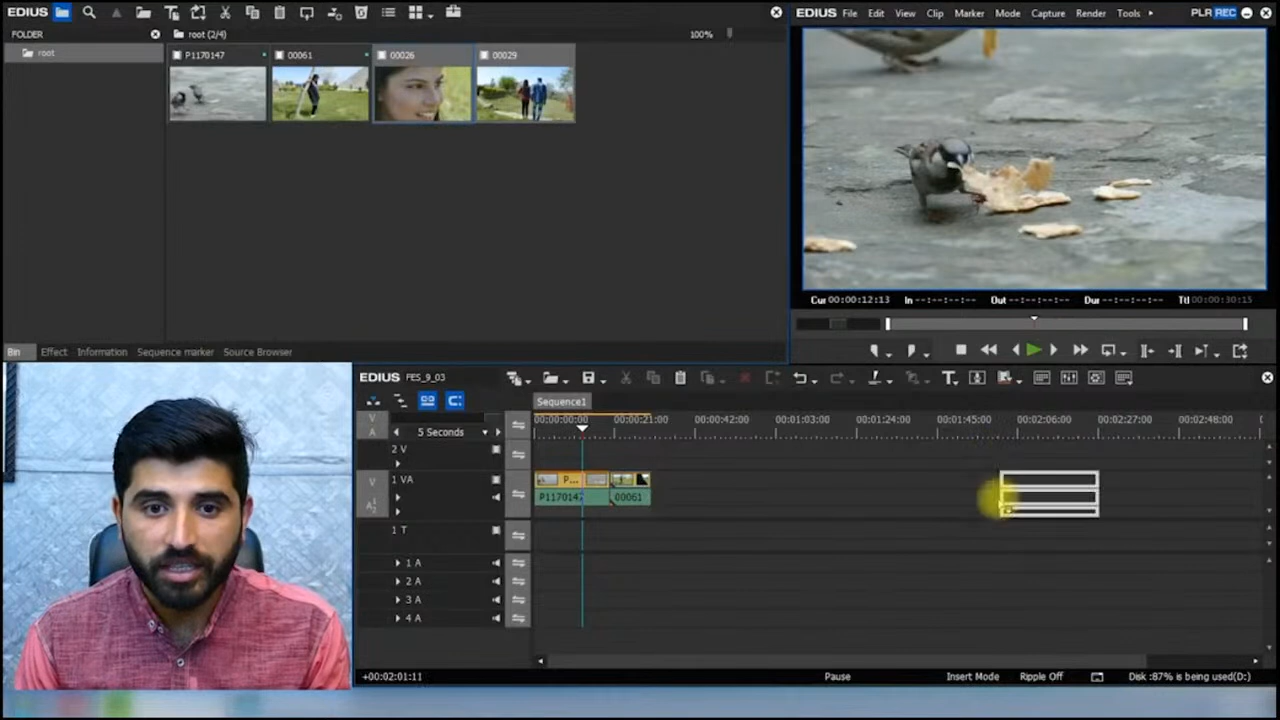 EDIUS
FOLDER
root (2/4)
100%
root
P1170147
00061
00026
00029
Bin
Effect
Information
Sequence marker
Source Browser
EDIUS File Edit View Clip Marker Mode Capture Render Tools PLR REC
Cur 00:00:12:13 In --:--:--:-- Out --:--:--:-- Dur --:--:--:-- Ttl 00:00:30:15
EDIUS FES_9_03
Sequence1
V
A
5 Seconds
00:00:00:00 00:00:21:00 00:00:42:00 00:01:03:00 00:01:24:00 00:01:45:00 00:02:06:00 00:02:27:00 00:02:48:00 0
2 V
V
1 VA
P...
P1170147
00061
1 T
1 A
2 A
3 A
4 A
+00:02:01:11
Pause
Insert Mode
Ripple Off
Disk :87% is being used(D:)